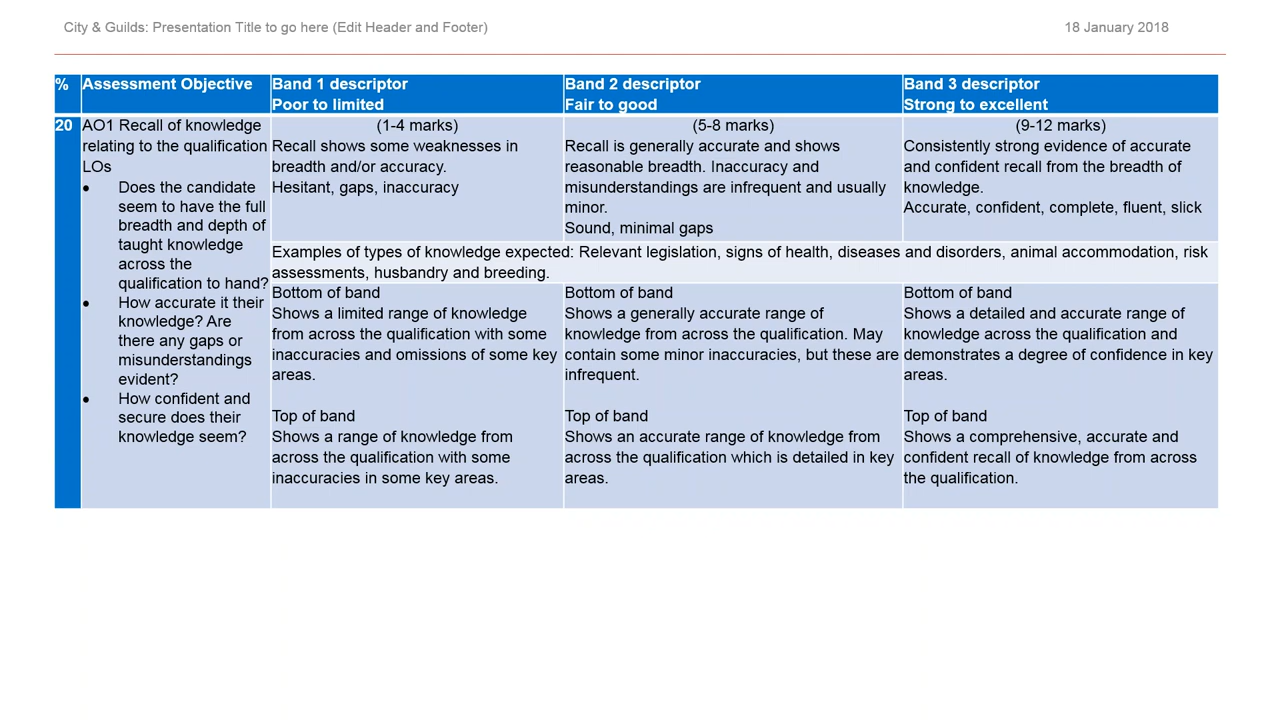 City & Guilds: Presentation Title to go here (Edit Header and Footer)
18 January 2018
%
Assessment Objective
Band 1 descriptor
Poor to limited
Band 2 descriptor
Fair to good
Band 3 descriptor
Strong to excellent
20
AO1 Recall of knowledge
relating to the qualification
LOs
• Does the candidate
seem to have the full
breadth and depth of
taught knowledge
across the
qualification to hand?
• How accurate it their
knowledge? Are
there any gaps or
misunderstandings
evident?
• How confident and
secure does their
knowledge seem?
(1-4 marks)
Recall shows some weaknesses in
breadth and/or accuracy.
Hesitant, gaps, inaccuracy
(5-8 marks)
Recall is generally accurate and shows
reasonable breadth. Inaccuracy and
misunderstandings are infrequent and usually
minor.
Sound, minimal gaps
(9-12 marks)
Consistently strong evidence of accurate
and confident recall from the breadth of
knowledge.
Accurate, confident, complete, fluent, slick
Examples of types of knowledge expected: Relevant legislation, signs of health, diseases and disorders, animal accommodation, risk
assessments, husbandry and breeding.
Bottom of band
Shows a limited range of knowledge
from across the qualification with some
inaccuracies and omissions of some key
areas.
Top of band
Shows a range of knowledge from
across the qualification with some
inaccuracies in some key areas.
Bottom of band
Shows a generally accurate range of
knowledge from across the qualification. May
contain some minor inaccuracies, but these are
infrequent.
Top of band
Shows an accurate range of knowledge from
across the qualification which is detailed in key
areas.
Bottom of band
Shows a detailed and accurate range of
knowledge across the qualification and
demonstrates a degree of confidence in key
areas.
Top of band
Shows a comprehensive, accurate and
confident recall of knowledge from across
the qualification.